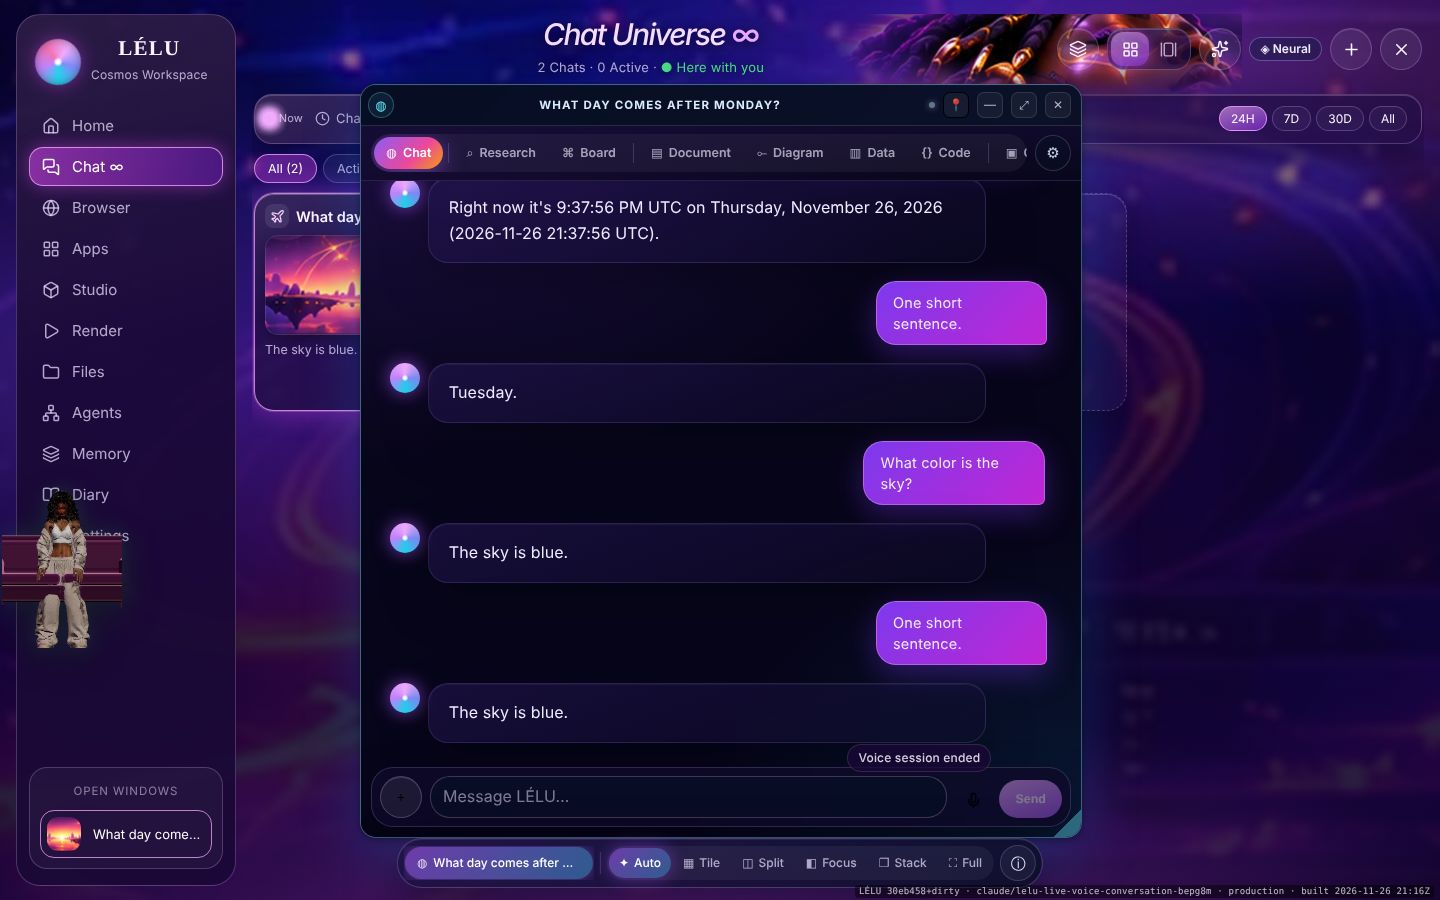 LÉLU
Cosmos Workspace
Home
Chat ∞
Browser
Apps
Studio
Render
Files
Agents
Memory
Diary
ettings
OPEN WINDOWS
What day come...
Chat Universe ∞
2 Chats · 0 Active · Here with you
Neural
Now
Cha
24H
7D
30D
All
All (2)
Acti
What day
The sky is blue.
WHAT DAY COMES AFTER MONDAY?
Chat
Research
Board
Document
Diagram
Data
Code
Right now it's 9:37:56 PM UTC on Thursday, November 26, 2026
(2026-11-26 21:37:56 UTC).
One short
sentence.
Tuesday.
What color is the
sky?
The sky is blue.
One short
sentence.
The sky is blue.
Voice session ended
Message LÉLU...
Send
What day comes after ...
Auto
Tile
Split
Focus
Stack
Full
LÉLU 30eb458+dirty · claude/lelu-live-voice-conversation-bepg8m · production · built 2026-11-26 21:16Z